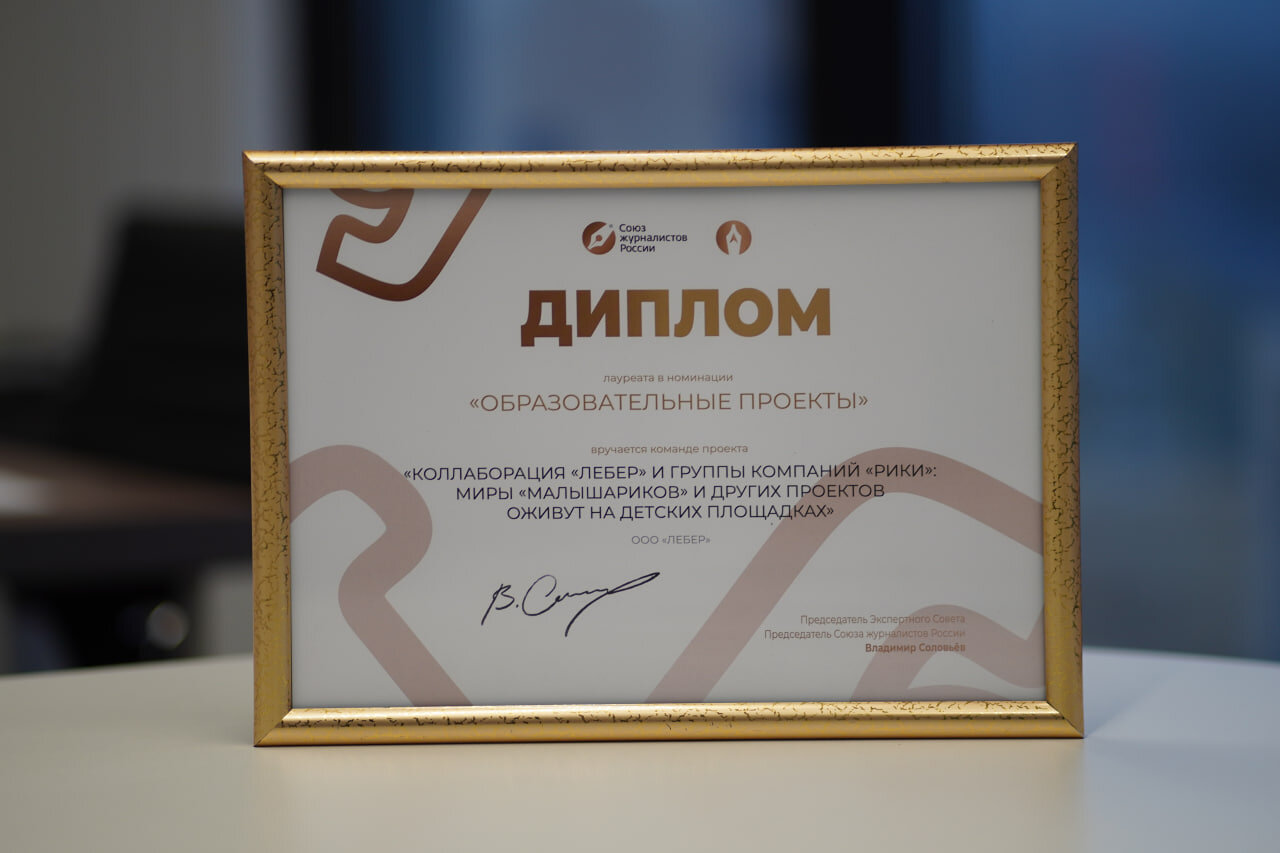 Союз
журналистов
России
ДИПЛОМ
лауреата в номинации
«ОБРАЗОВАТЕЛЬНЫЕ ПРОЕКТЫ»
вручается команде проекта
«КОЛЛАБОРАЦИЯ «ЛЕБЕР» И ГРУППЫ КОМПАНИЙ «РИКИ»:
МИРЫ «МАЛЫШАРИКОВ» И ДРУГИХ ПРОЕКТОВ
ОЖИВУТ НА ДЕТСКИХ ПЛОЩАДКАХ»
ООО «ЛЕБЕР»
Председатель Экспертного Совета
Председатель Союза журналистов России
Владимир Соловьёв